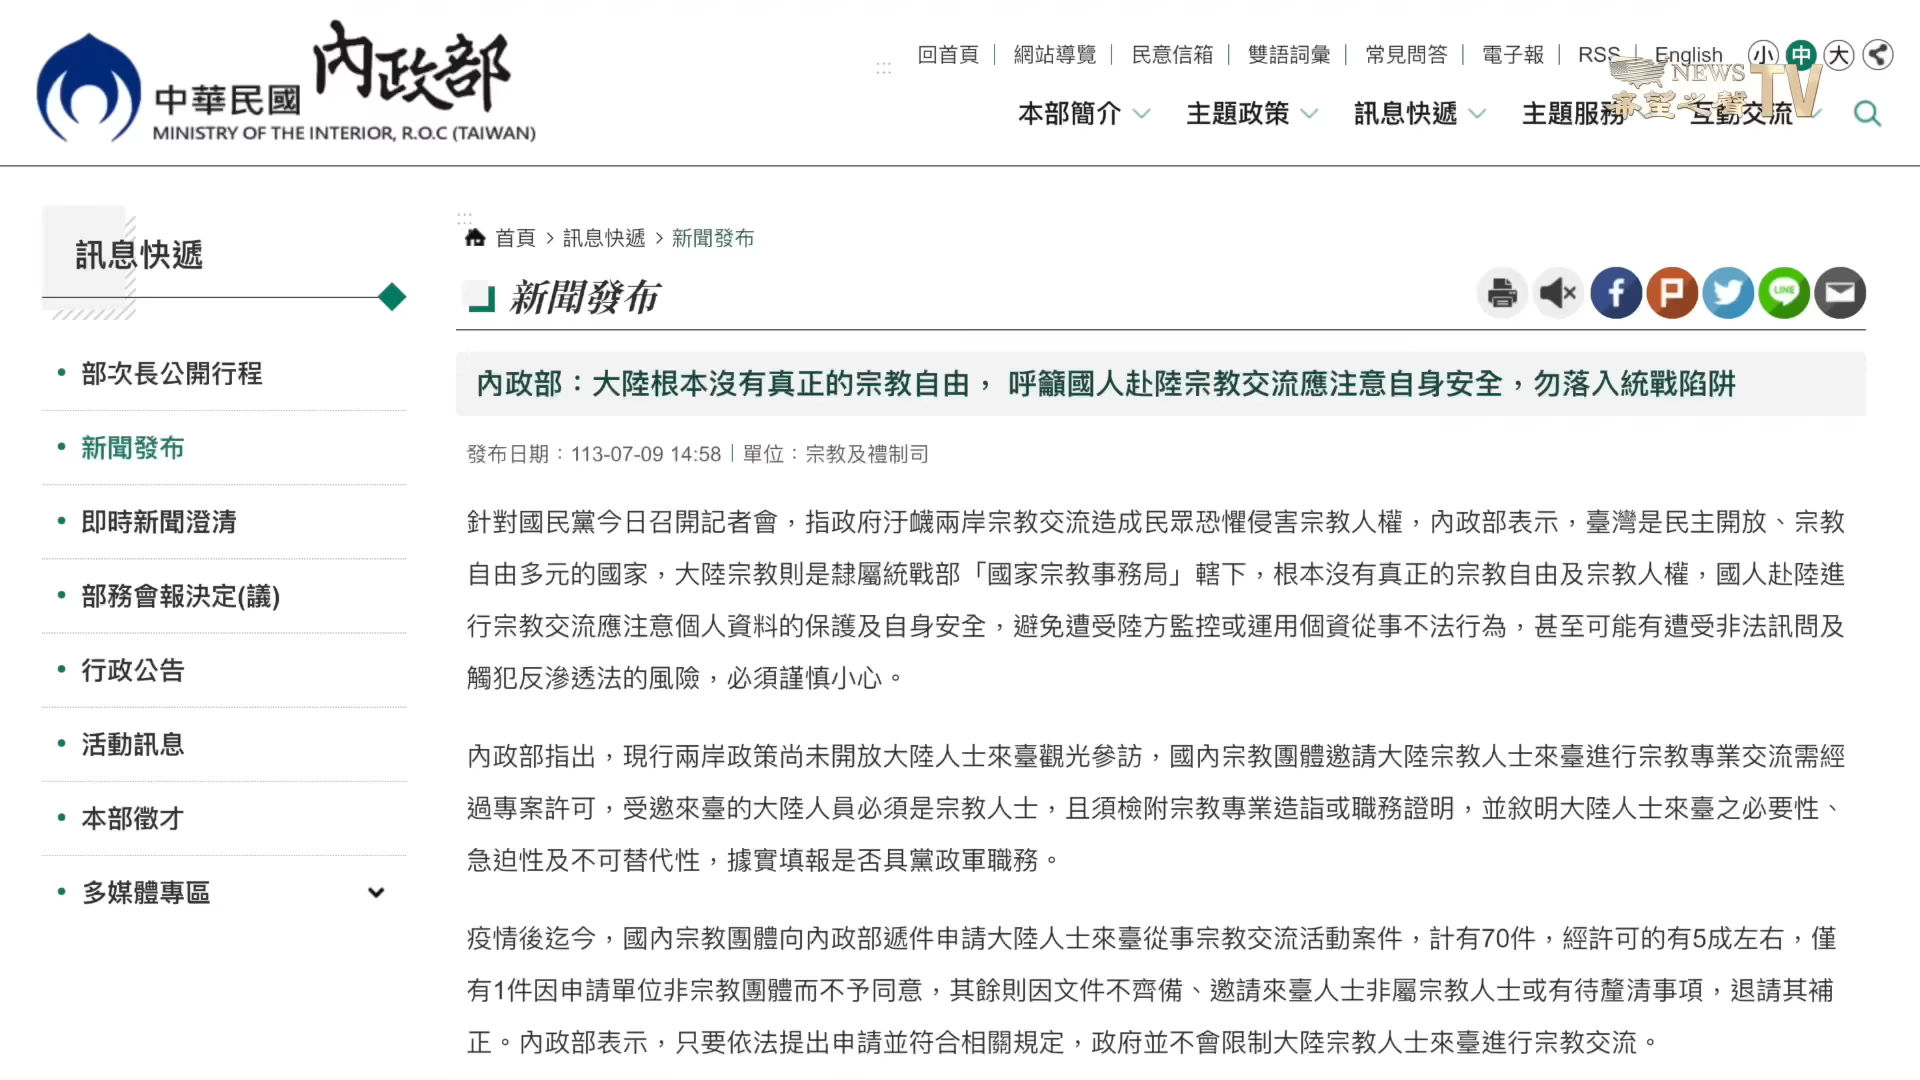 內政部
中華民國
MINISTRY OF THE INTERIOR, R.O.C (TAIWAN)
回首頁 | 網站導覽 | 民意信箱 | 雙語詞彙 | 常見問答 | 電子報 | RSS | English 小 中 大
NEWS
希望之聲TV
本部簡介 主題政策 訊息快遞 主題服務 互動交流
訊息快遞
部次長公開行程
新聞發布
即時新聞澄清
部務會報決定(議)
行政公告
活動訊息
本部徵才
多媒體專區
首頁 > 訊息快遞 > 新聞發布
新聞發布
LINE
內政部:大陸根本沒有真正的宗教自由, 呼籲國人赴陸宗教交流應注意自身安全,勿落入統戰陷阱
發布日期:113-07-09 14:58 | 單位:宗教及禮制司
針對國民黨今日召開記者會,指政府汙衊兩岸宗教交流造成民眾恐懼侵害宗教人權,內政部表示,臺灣是民主開放、宗教
自由多元的國家,大陸宗教則是隸屬統戰部「國家宗教事務局」轄下,根本沒有真正的宗教自由及宗教人權,國人赴陸進
行宗教交流應注意個人資料的保護及自身安全,避免遭受陸方監控或運用個資從事不法行為,甚至可能有遭受非法訊問及
觸犯反滲透法的風險,必須謹慎小心。
內政部指出,現行兩岸政策尚未開放大陸人士來臺觀光參訪,國內宗教團體邀請大陸宗教人士來臺進行宗教專業交流需經
過專案許可,受邀來臺的大陸人員必須是宗教人士,且須檢附宗教專業造詣或職務證明,並敘明大陸人士來臺之必要性、
急迫性及不可替代性,據實填報是否具黨政軍職務。
疫情後迄今,國內宗教團體向內政部遞件申請大陸人士來臺從事宗教交流活動案件,計有70件,經許可的有5成左右,僅
有1件因申請單位非宗教團體而不予同意,其餘則因文件不齊備、邀請來臺人士非屬宗教人士或有待釐清事項,退請其補
正。內政部表示,只要依法提出申請並符合相關規定,政府並不會限制大陸宗教人士來臺進行宗教交流。